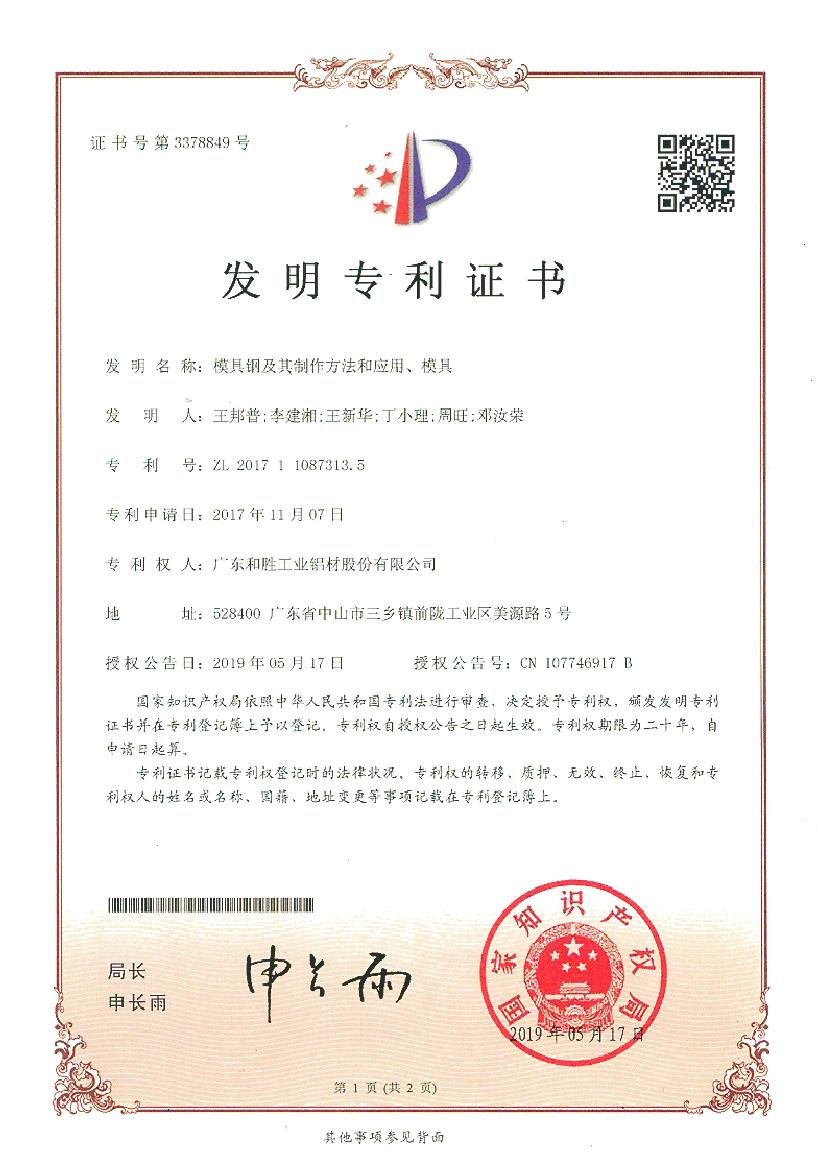 证书号第3378849号
发明专利证书
发明名称：模具钢及其制作方法和应用、模具
发明人：王邦普;李建湘;王新华;丁小理;周旺;邓汝荣
专利号：ZL 2017 1 1087313.5
专利申请日：2017年11月07日
专利权人：广东和胜工业铝材股份有限公司
地址：528400 广东省中山市三乡镇前陇工业区美源路5号
授权公告日：2019年05月17日 授权公告号：CN 107746917 B
国家知识产权局依照中华人民共和国专利法进行审查，决定授予专利权，颁发发明专利
证书并在专利登记簿上予以登记。专利权自授权公告之日起生效。专利权期限为二十年，自
申请日起算。
专利证书记载专利权登记时的法律状况。专利权的转移、质押、无效、终止、恢复和专
利权人的姓名或名称、国籍、地址变更等事项记载在专利登记簿上。
局长
申长雨
申长雨
国家知识产权局
2019年05月17日
第1页(共2页)
其他事项参见背面